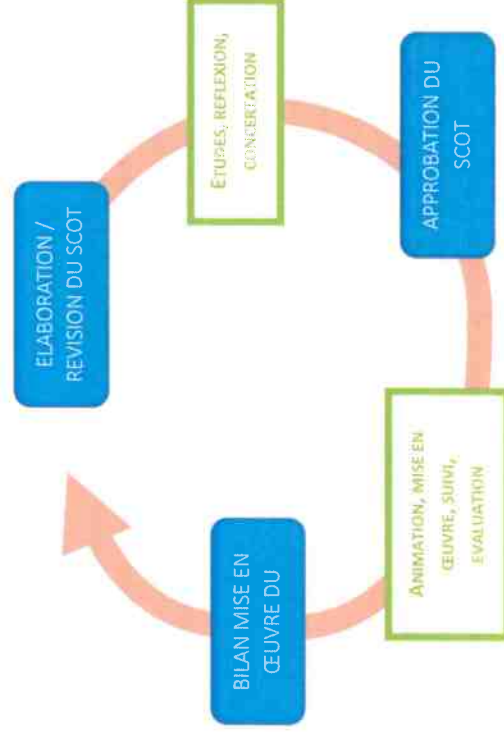 ELABORATION /
REVISION DU SCOT
ETUDES, REFLEXION,
CONCERTATION
APPROBATION DU
SCOT
ANIMATION, MISE EN
ŒUVRE, SUIVI,
EVALUATION
BILAN MISE EN
ŒUVRE DU